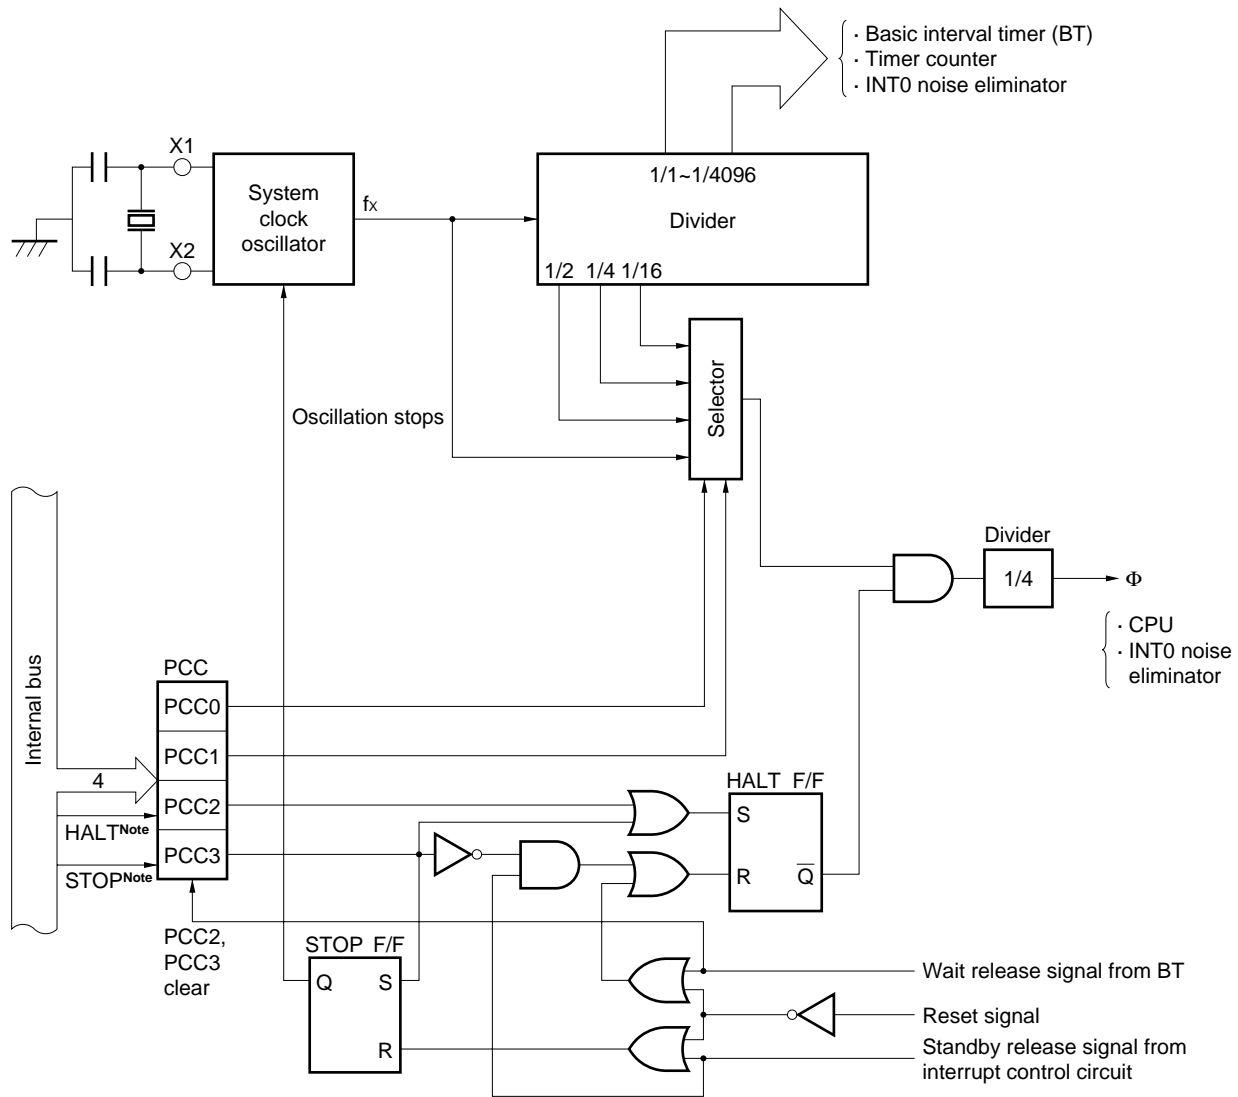 · Basic interval timer (BT)
· Timer counter
· INT0 noise eliminator
X1
System
clock
oscillator
fX
1/1~1/4096
Divider
X2
1/2 1/4 1/16
Selector
Oscillation stops
Divider
1/4
Φ
· CPU
· INT0 noise
eliminator
Internal bus
PCC
PCC0
PCC1
4
PCC2
HALTNote
PCC3
STOPNote
HALT F/F
S
R
Q̅
PCC2,
PCC3
clear
STOP F/F
Q
S
R
Wait release signal from BT
Reset signal
Standby release signal from
interrupt control circuit